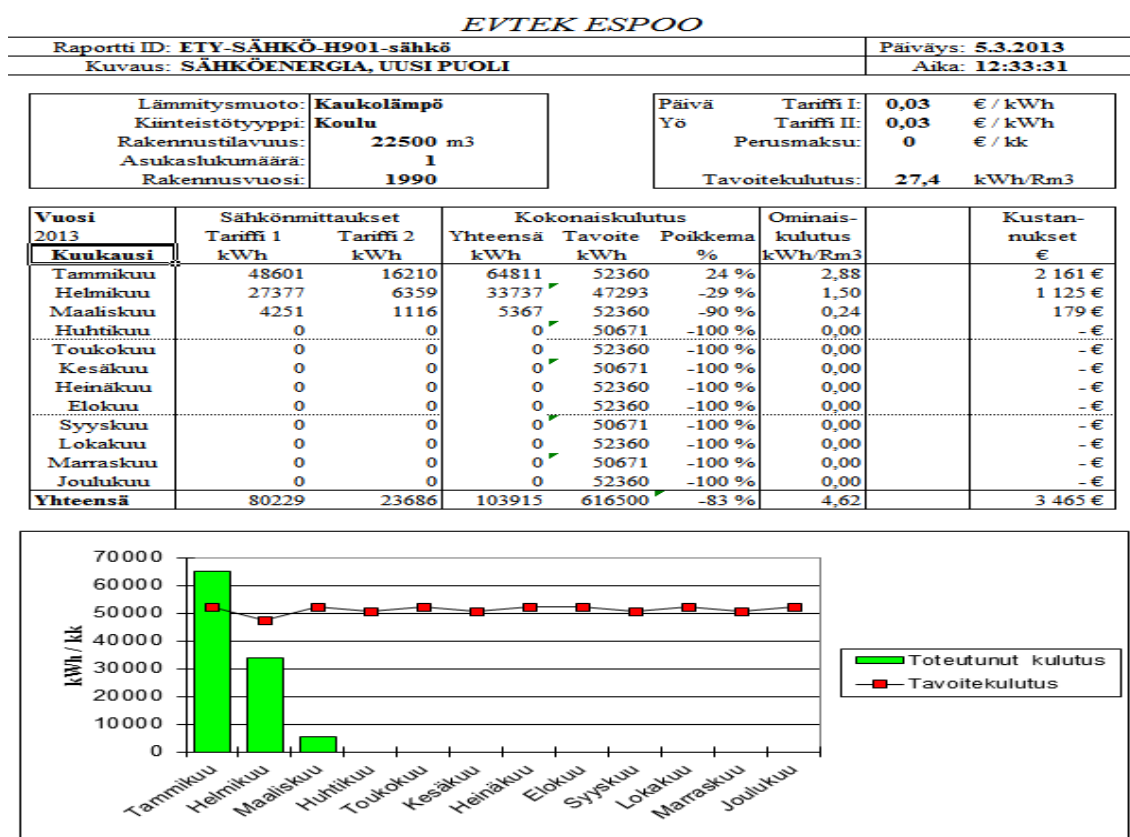 EVTEK ESPOO
Raportti ID: ETY-SÄHKÖ-H901-sähkö Päiväys: 5.3.2013
Kuvaus: SÄHKÖENERGIA, UUSI PUOLI Aika: 12:33:31
Lämmitysmuoto: Kaukolämpö Päivä Tariffi I: 0,03 € / kWh
Kiinteistötyyppi: Koulu Yö Tariffi II: 0,03 € / kWh
Rakennustilavuus: 22500 m3 Perusmaksu: 0 € / kk
Asukaslukumäärä: 1
Rakennusvuosi: 1990 Tavoitekulutus: 27,4 kWh/Rm3
Vuosi Sähkönmittaukset Kokonaiskulutus Ominais- Kustan-
2013 Tariffi 1 Tariffi 2 Yhteensä Tavoite Poikkema kulutus nukset
Kuukausi kWh kWh kWh kWh % kWh/Rm3 €
Tammikuu 48601 16210 64811 52360 24 % 2,88 2 161 €
Helmikuu 27377 6359 33737 47293 -29 % 1,50 1 125 €
Maaliskuu 4251 1116 5367 52360 -90 % 0,24 179 €
Huhtikuu 0 0 0 50671 -100 % 0,00 - €
Toukokuu 0 0 0 52360 -100 % 0,00 - €
Kesäkuu 0 0 0 50671 -100 % 0,00 - €
Heinäkuu 0 0 0 52360 -100 % 0,00 - €
Elokuu 0 0 0 52360 -100 % 0,00 - €
Syyskuu 0 0 0 50671 -100 % 0,00 - €
Lokakuu 0 0 0 52360 -100 % 0,00 - €
Marraskuu 0 0 0 50671 -100 % 0,00 - €
Joulukuu 0 0 0 52360 -100 % 0,00 - €
Yhteensä 80229 23686 103915 616500 -83 % 4,62 3 465 €
kWh / kk
70000
60000
50000
40000
30000
20000
10000
0
Tammikuu Helmikuu Maaliskuu Huhtikuu Toukokuu Kesäkuu Heinäkuu Elokuu Syyskuu Lokakuu Marraskuu Joulukuu
Toteutunut kulutus
Tavoitekulutus